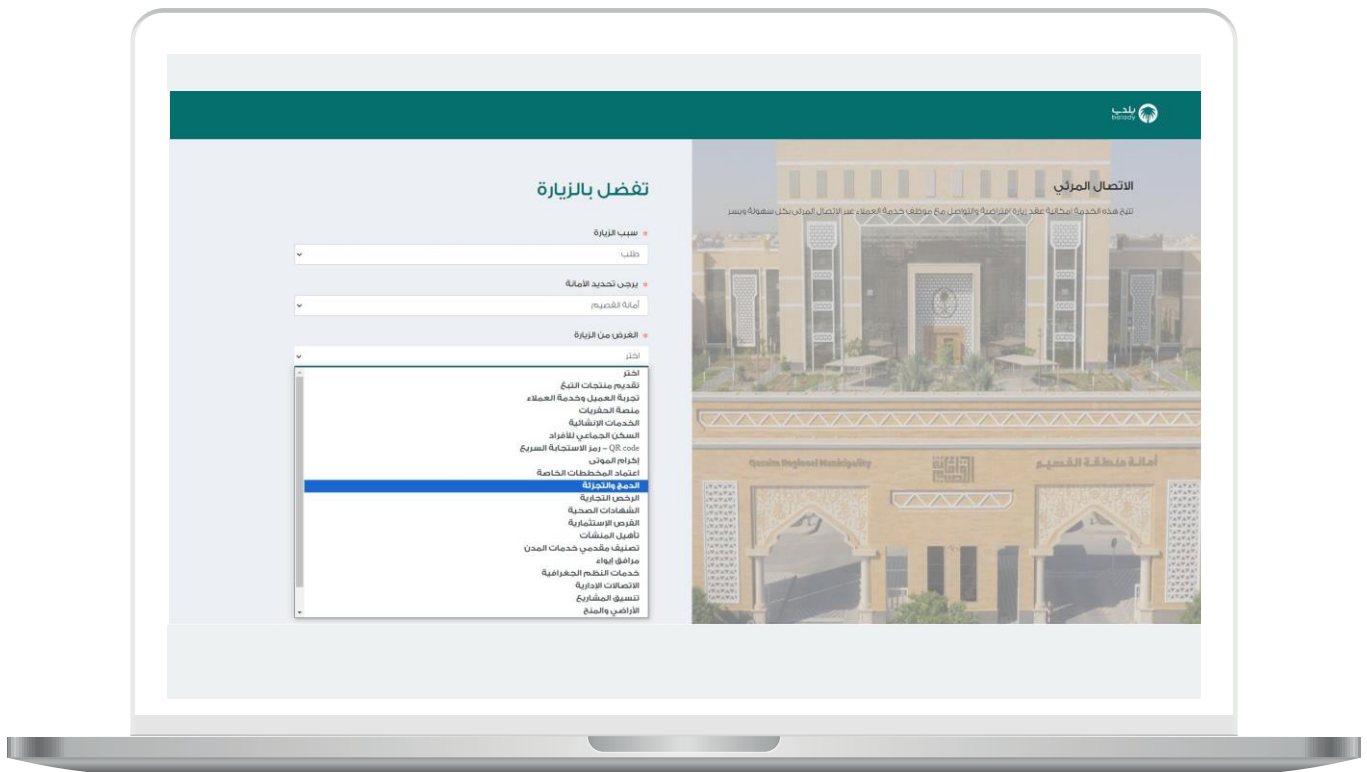 بلدي
balady
الاتصال المرئي
تتيح هذه الخدمة إمكانية عقد زيارة افتراضية والتواصل مع موظف خدمة العملاء عبر الاتصال المرئي بكل سهولة ويسر
أمانة منطقة القصيم
Qassim Regional Municipality
تفضل بالزيارة
* سبب الزيارة
طلب
* يرجى تحديد الأمانة
أمانة القصيم
* الغرض من الزيارة
اختر
اختر
تقديم منتجات التبغ
تجربة العميل وخدمة العملاء
منصة الحفريات
الخدمات الإنشائية
السكن الجماعي للأفراد
QR code – رمز الاستجابة السريع
إكرام الموتى
اعتماد المخططات الخاصة
الدمج والتجزئة
الرخص التجارية
الشهادات الصحية
الفرص الإستثمارية
تأهيل المنشآت
تصنيف مقدمي خدمات المدن
مرافق إيواء
خدمات النظم الجغرافية
الاتصالات الإدارية
تنسيق المشاريع
الأراضي والمنح